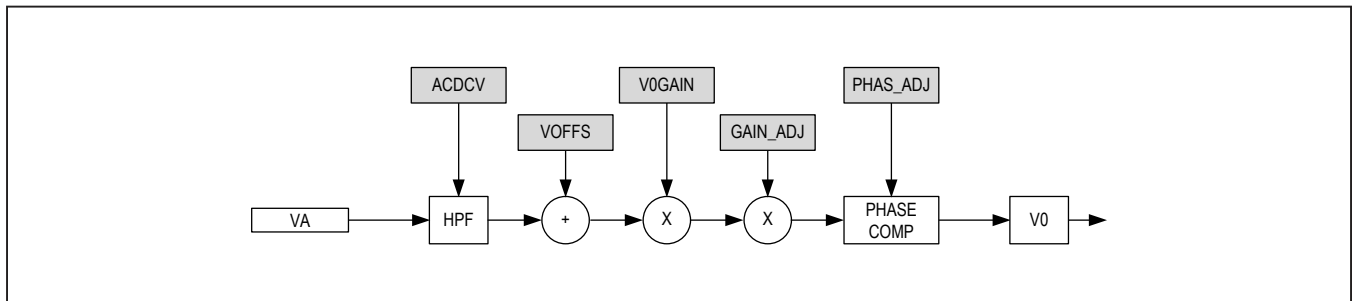 ACDCV
V0GAIN
PHAS_ADJ
VOFFS
GAIN_ADJ
VA
HPF
+
X
X
PHASE
COMP
V0